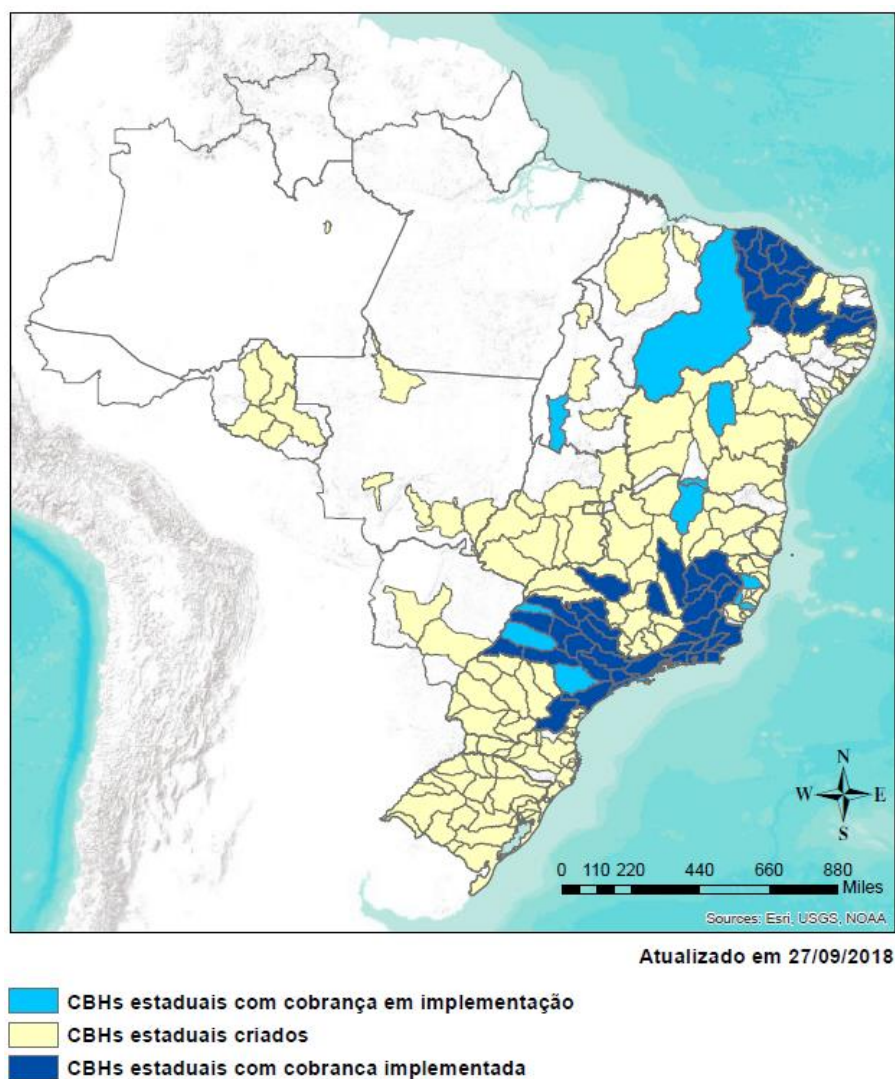 N
W E
S
0 110 220 440 660 880
Miles
Sources: Esri, USGS, NOAA
Atualizado em 27/09/2018
CBHs estaduais com cobrança em implementação
CBHs estaduais criados
CBHs estaduais com cobranca implementada